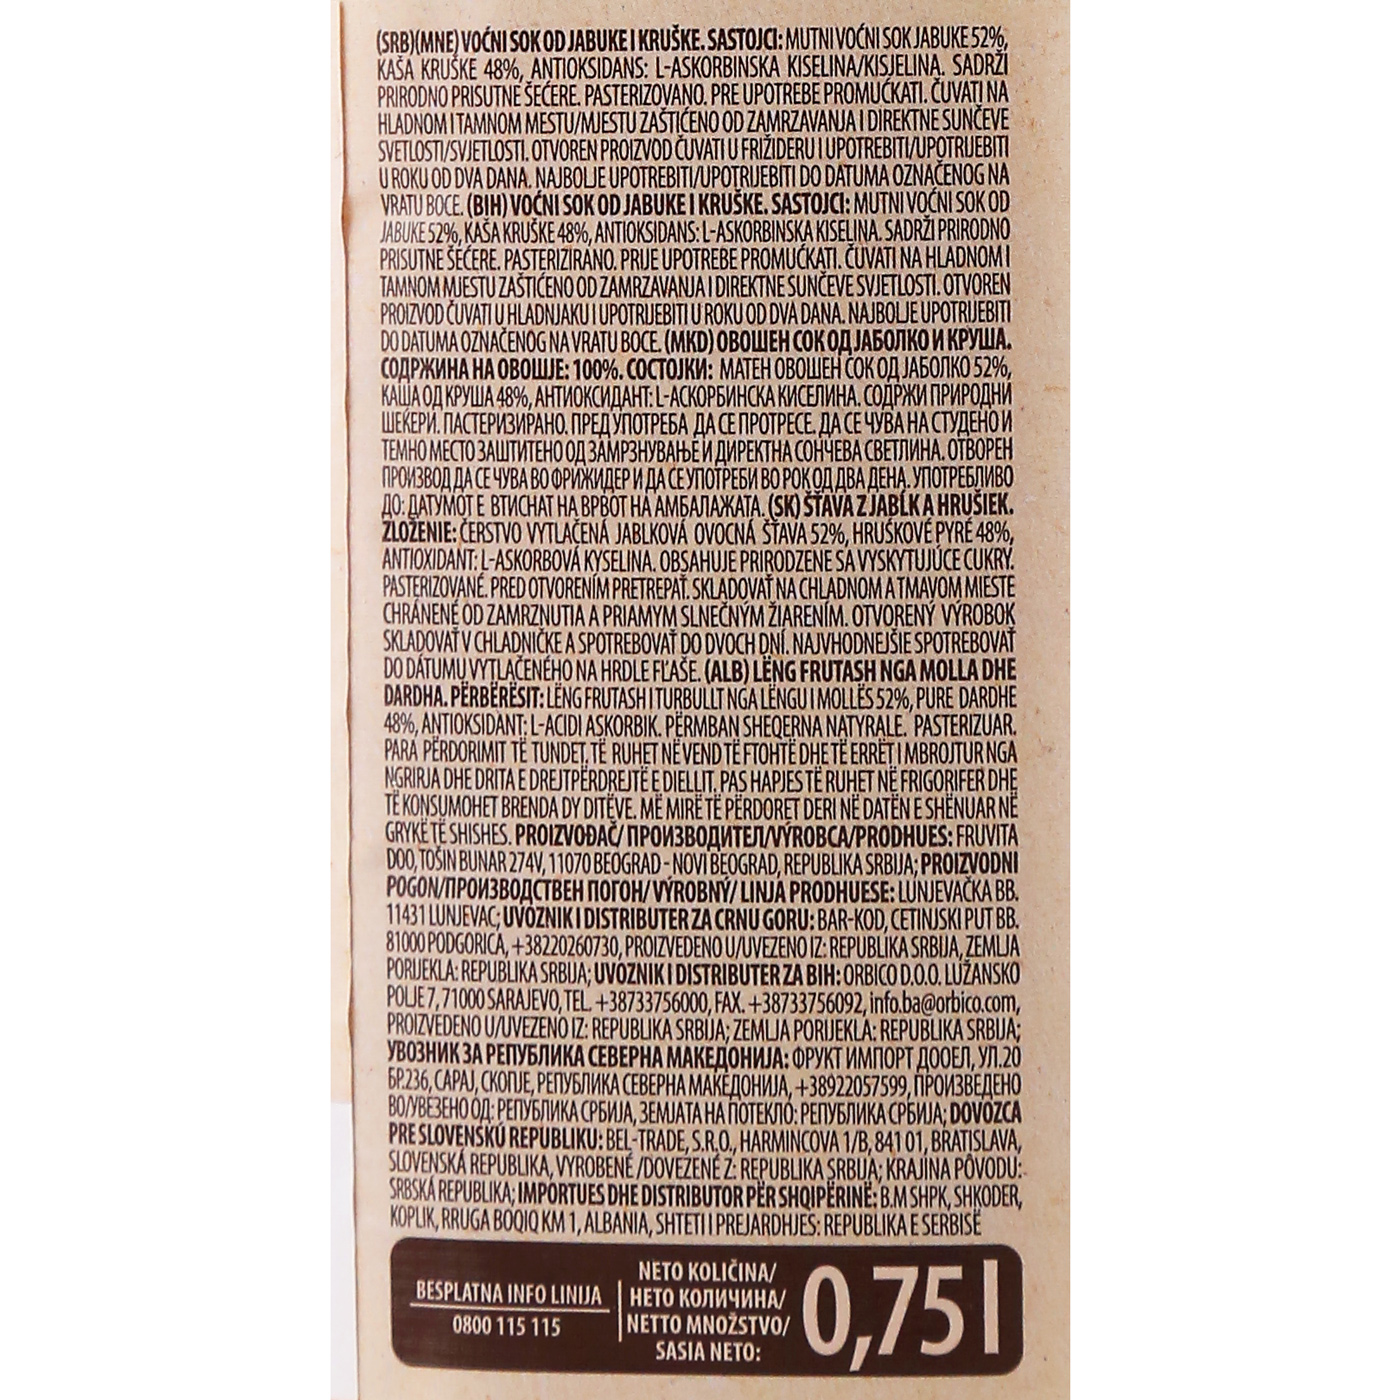 (SRB)(MNE) VOĆNI SOK OD JABUKE I KRUŠKE. SASTOJCI: MUTNI VOĆNI SOK JABUKE 52%,
KAŠA KRUŠKE 48%, ANTIOKSIDANS: L-ASKORBINSKA KISELINA/KISJELINA. SADRŽI
PRIRODNO PRISUTNE ŠEĆERE. PASTERIZOVANO. PRE UPOTREBE PROMUĆKATI. ČUVATI NA
HLADNOM I TAMNOM MESTU/MJESTU ZAŠTIĆENO OD ZAMRZAVANJA I DIREKTNE SUNČEVE
SVETLOSTI/SVJETLOSTI. OTVOREN PROIZVOD ČUVATI U FRIŽIDERU I UPOTREBITI/UPOTRIJEBITI
U ROKU OD DVA DANA. NAJBOLJE UPOTREBITI/UPOTRIJEBITI DO DATUMA OZNAČENOG NA
VRATU BOCE. (BIH) VOĆNI SOK OD JABUKE I KRUŠKE. SASTOJCI: MUTNI VOĆNI SOK OD
JABUKE 52%, KAŠA KRUŠKE 48%, ANTIOKSIDANS: L-ASKORBINSKA KISELINA. SADRŽI PRIRODNO
PRISUTNE ŠEĆERE. PASTERIZIRANO. PRIJE UPOTREBE PROMUĆKATI. ČUVATI NA HLADNOM I
TAMNOM MJESTU ZAŠTIĆENO OD ZAMRZAVANJA I DIREKTNE SUNČEVE SVJETLOSTI. OTVOREN
PROIZVOD ČUVATI U HLADNJAKU I UPOTRIJEBITI U ROKU OD DVA DANA. NAJBOLJE UPOTRIJEBITI
DO DATUMA OZNAČENOG NA VRATU BOCE. (MKD) ОВОШЕН СОК ОД ЈАБОЛКО И КРУША.
СОДРЖИНА НА ОВОШЈЕ: 100%. СОСТОЈКИ: МАТЕН ОВОШЕН СОК ОД ЈАБОЛКО 52%,
КАША ОД КРУША 48%, АНТИОКСИДАНТ: L-АСКОРБИНСКА КИСЕЛИНА. СОДРЖИ ПРИРОДНИ
ШЕЌЕРИ. ПАСТЕРИЗИРАНО. ПРЕД УПОТРЕБА ДА СЕ ПРОТРЕСЕ. ДА СЕ ЧУВА НА СТУДЕНО И
ТЕМНО МЕСТО ЗАШТИТЕНО ОД ЗАМРЗНУВАЊЕ И ДИРЕКТНА СОНЧЕВА СВЕТЛИНА. ОТВОРЕН
ПРОИЗВОД ДА СЕ ЧУВА ВО ФРИЖИДЕР И ДА СЕ УПОТРЕБИ ВО РОК ОД ДВА ДЕНА. УПОТРЕБЛИВО
ДО: ДАТУМОТ Е ВТИСНАТ НА ВРВОТ НА АМБАЛАЖАТА. (SK) ŠŤAVA Z JABĹK A HRUŠIEK.
ZLOŽENIE: ČERSTVO VYTLAČENÁ JABLKOVÁ OVOCNÁ ŠŤAVA 52%, HRUŠKOVÉ PYRÉ 48%,
ANTIOXIDANT: L-ASKORBOVÁ KYSELINA. OBSAHUJE PRIRODZENE SA VYSKYTUJÚCE CUKRY.
PASTERIZOVANÉ. PRED OTVORENÍM PRETREPAŤ. SKLADOVAŤ NA CHLADNOM A TMAVOM MIESTE
CHRÁNENÉ OD ZAMRZNUTIA A PRIAMYM SLNEČNÝM ŽIARENÍM. OTVORENÝ VÝROBOK
SKLADOVAŤ V CHLADNIČKE A SPOTREBOVAŤ DO DVOCH DNÍ. NAJVHODNEJŠIE SPOTREBOVAŤ
DO DÁTUMU VYTLAČENÉHO NA HRDLE FĽAŠE. (ALB) LËNG FRUTASH NGA MOLLA DHE
DARDHA. PËRBËRËSIT: LËNG FRUTASH I TURBULLT NGA LËNGU I MOLLËS 52%, PURE DARDHE
48%, ANTIOKSIDANT: L-ACIDI ASKORBIK. PËRMBAN SHEQERNA NATYRALE. PASTERIZUAR.
PARA PËRDORIMIT TË TUNDET. TË RUHET NË VEND TË FTOHTË DHE TË ERRËT I MBROJTUR NGA
NGRIRJA DHE DRITA E DREJTPËRDREJTË E DIELLIT. PAS HAPJES TË RUHET NË FRIGORIFER DHE
TË KONSUMOHET BRENDA DY DITËVE. MË MIRË TË PËRDORET DERI NË DATËN E SHËNUAR NË
GRYKË TË SHISHES. PROIZVOĐAČ/ ПРОИЗВОДИТЕЛ/VÝROBCA/PRODHUES: FRUVITA
DOO, TOŠIN BUNAR 274V, 11070 BEOGRAD - NOVI BEOGRAD, REPUBLIKA SRBIJA; PROIZVODNI
POGON/ПРОИЗВОДСТВЕН ПОГОН/ VÝROBNÝ/ LINJA PRODHUESE: LUNJEVAČKA BB.
11431 LUNJEVAC; UVOZNIK I DISTRIBUTER ZA CRNU GORU: BAR-KOD, CETINJSKI PUT BB.
81000 PODGORICA, +38220260730, PROIZVEDENO U/UVEZENO IZ: REPUBLIKA SRBIJA, ZEMLJA
PORIJEKLA: REPUBLIKA SRBIJA; UVOZNIK I DISTRIBUTER ZA BIH: ORBICO D.O.O. LUŽANSKO
POLJE 7, 71000 SARAJEVO, TEL. +38733756000, FAX. +38733756092, info.ba@orbico.com,
PROIZVEDENO U/UVEZENO IZ: REPUBLIKA SRBIJA; ZEMLJA PORIJEKLA: REPUBLIKA SRBIJA;
УВОЗНИК ЗА РЕПУБЛИКА СЕВЕРНА МАКЕДОНИЈА: ФРУКТ ИМПОРТ ДООЕЛ, УЛ.20
БР.236, САРАЈ, СКОПЈЕ, РЕПУБЛИКА СЕВЕРНА МАКЕДОНИЈА, +38922057599, ПРОИЗВЕДЕНО
ВО/УВЕЗЕНО ОД: РЕПУБЛИКА СРБИЈА, ЗЕМЈАТА НА ПОТЕКЛО: РЕПУБЛИКА СРБИЈА; DOVOZCA
PRE SLOVENSKÚ REPUBLIKU: BEL-TRADE, S.R.O., HARMINCOVA 1/B, 841 01, BRATISLAVA,
SLOVENSKÁ REPUBLIKA, VYROBENÉ /DOVEZENÉ Z: REPUBLIKA SRBIJA; KRAJINA PÔVODU:
SRBSKÁ REPUBLIKA; IMPORTUES DHE DISTRIBUTOR PËR SHQIPËRINË: B.M SHPK, SHKODER,
KOPLIK, RRUGA BOQIQ KM 1, ALBANIA, SHTETI I PREJARDHJES: REPUBLIKA E SERBISË
BESPLATNA INFO LINIJA
0800 115 115
NETO KOLIČINA/
НЕТО КОЛИЧИНА/
NETTO MNOŽSTVO/
SASIA NETO:
0,75 l